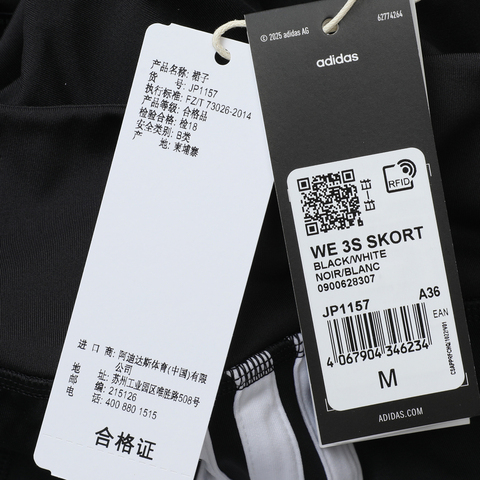 产品名称: 裙子
货 号: JP1157
执行标准: FZ/T 73026-2014
产品等级: 合格品
检验合格: 检18
安全类别: B类
产 地: 柬埔寨
进 口 商: 阿迪达斯体育(中国)有限
公司
地 址: 苏州工业园区唯胜路508号
邮 编: 215126
电 话: 400 880 1515
合格证
© 2025 adidas AG
62774264
adidas
RFID
WE 3S SKORT
BLACK/WHITE
NOIR/BLANC
0900628307
JP1157
A36
EAN
4 067904 346234
M
ADIDAS.COM